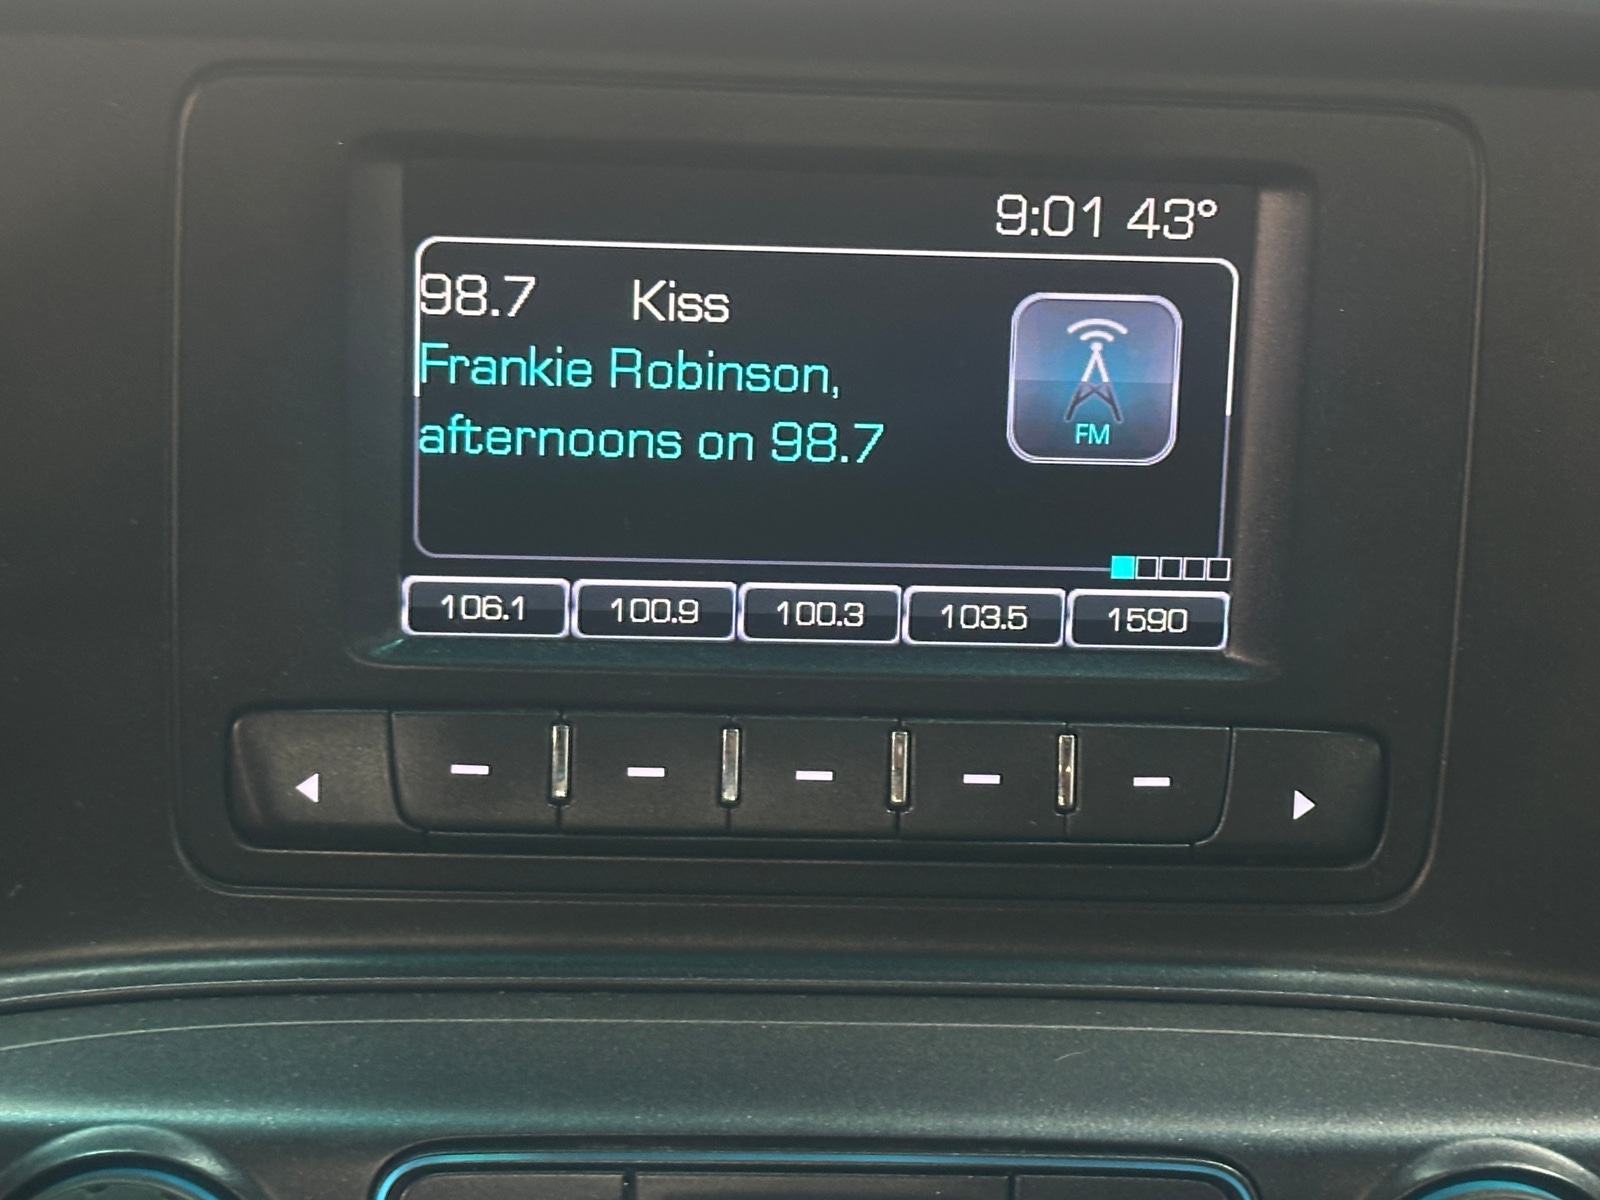 9:01 43°
98.7 Kiss
Frankie Robinson,
afternoons on 98.7
FM
106.1 100.9 100.3 103.5 1590